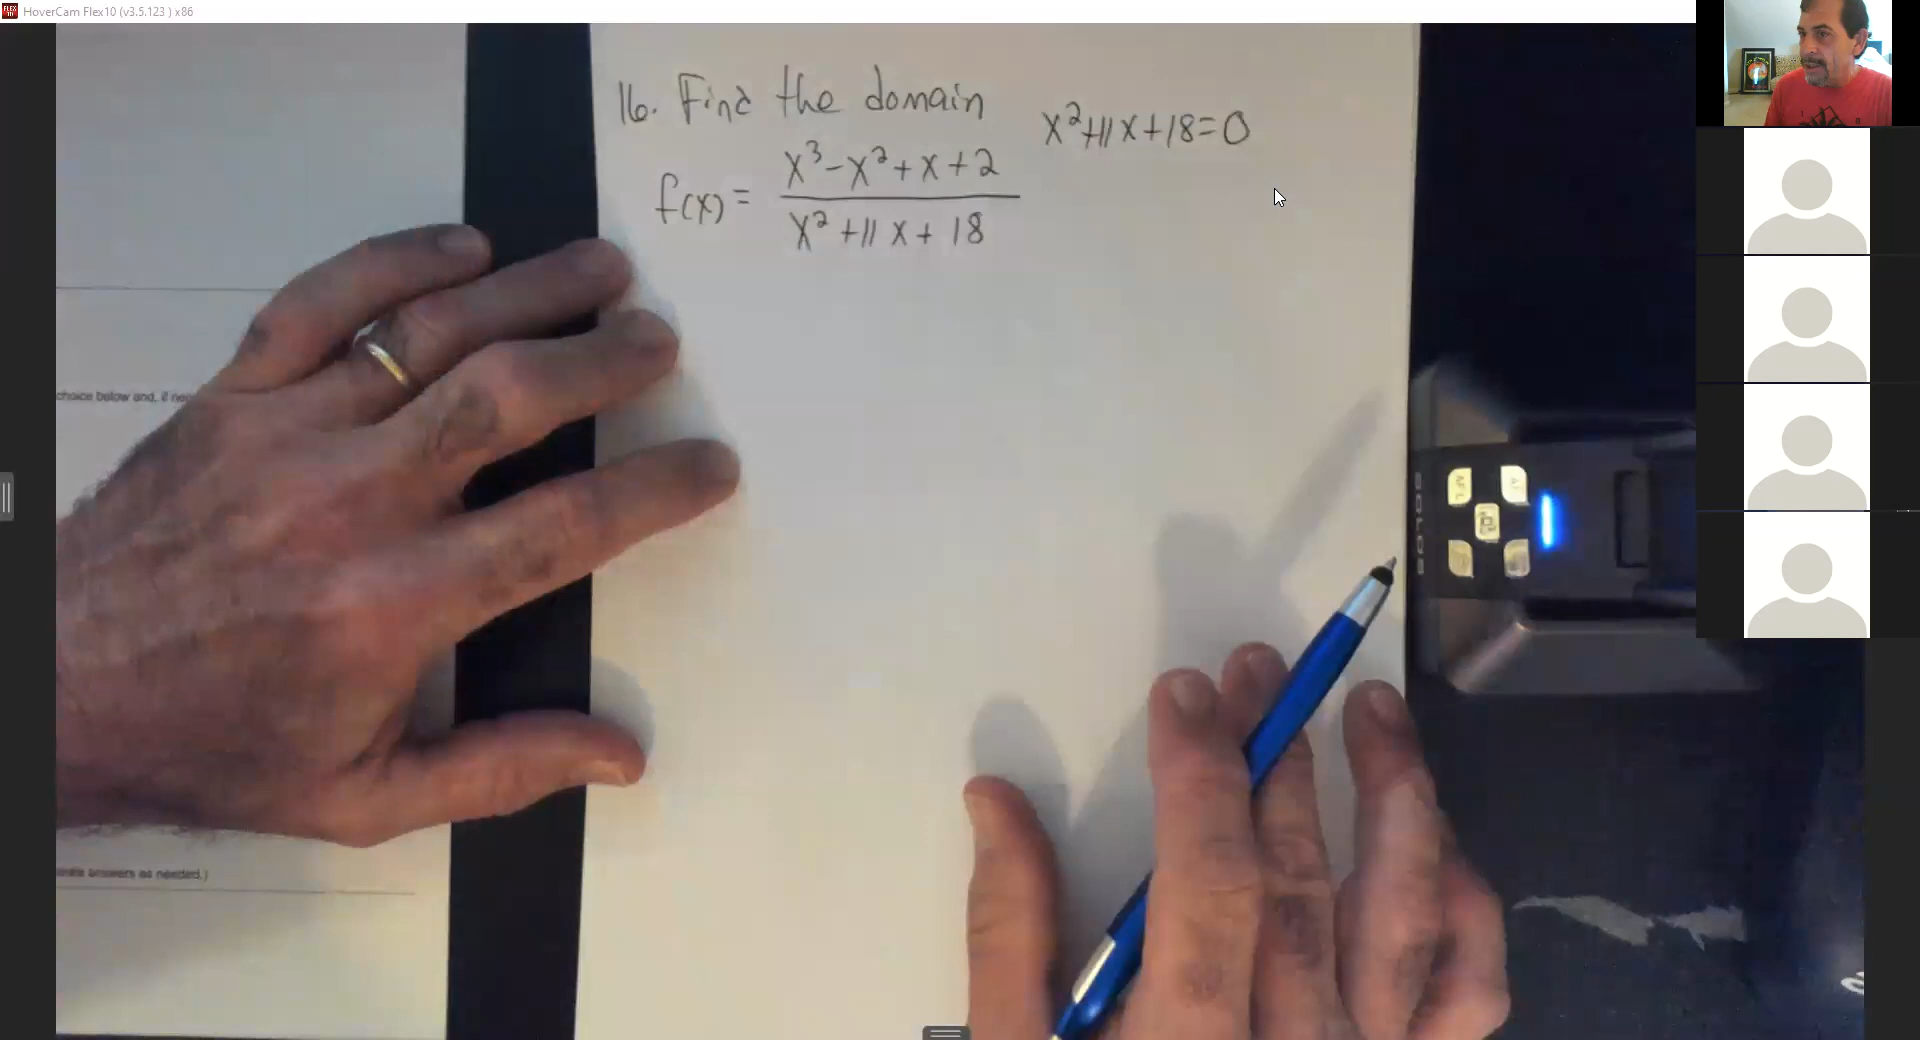 HoverCam Flex10 (v3.5.123 ) x86
16. Find the domain
x²+11x+18=0
f(x) = x³-x²+x+2 / x²+11x+18
choice below and, if
answers as needed.)